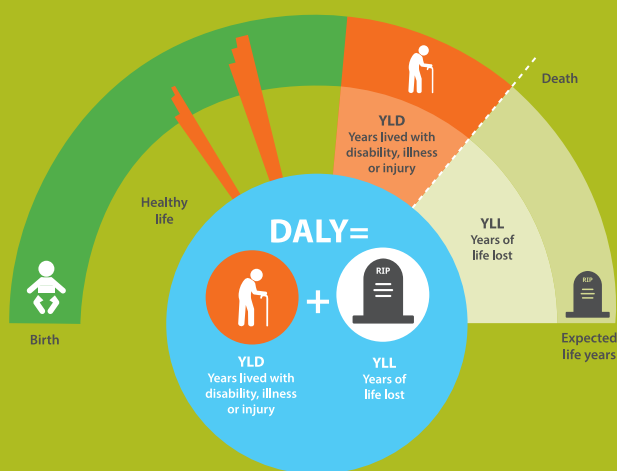 Death
YLD
Years lived with
disability, illness
or injury
Healthy
life
YLL
Years of
life lost
DALY=
RIP
+
RIP
Birth
Expected
life years
YLD
Years lived with
disability, illness
or injury
YLL
Years of
life lost